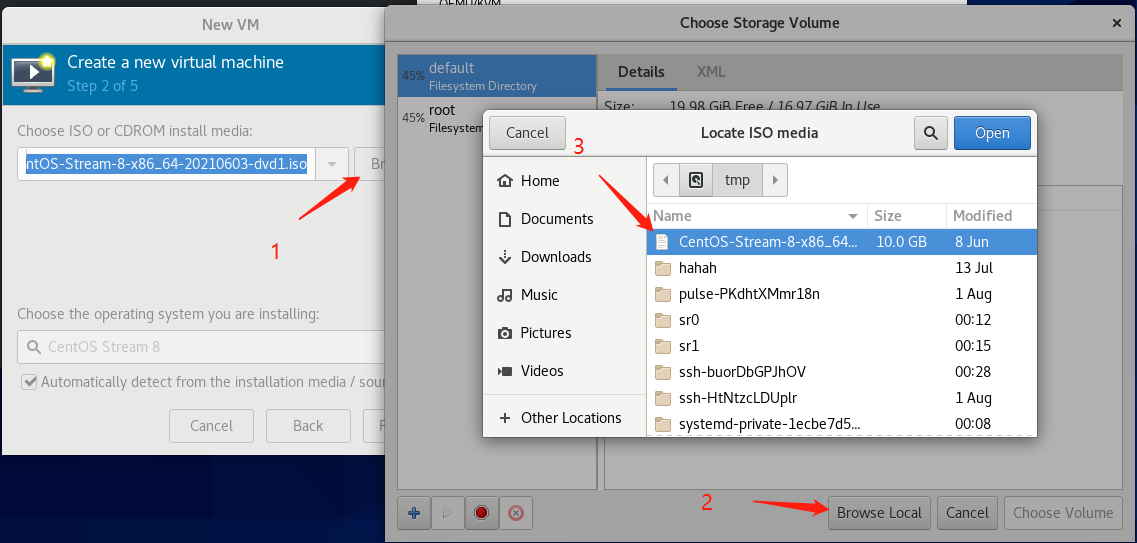 QEMU/KVM
New VM
Create a new virtual machine
Step 2 of 5
Choose ISO or CDROM install media:
ntOS-Stream-8-x86_64-20210603-dvd1.iso
1
Choose the operating system you are installing:
CentOS Stream 8
Automatically detect from the installation media / sou
Cancel
Back
F
Choose Storage Volume
45% default
Filesystem Directory
45% root
Filesystem
Details
XML
Size:
19.98 GiB Free / 16.97 GiB In Use
Cancel
Locate ISO media
Open
3
Home
Documents
Downloads
Music
Pictures
Videos
Other Locations
tmp
Name Size Modified
CentOS-Stream-8-x86_64... 10.0 GB 8 Jun
hahah 13 Jul
pulse-PKdhtXMmr18n 1 Aug
sr0 00:12
sr1 00:15
ssh-buorDbGPJhOV 00:28
ssh-HtNtzcLDUplr 1 Aug
systemd-private-1ecbe7d5... 00:08
2
Browse Local
Cancel
Choose Volume